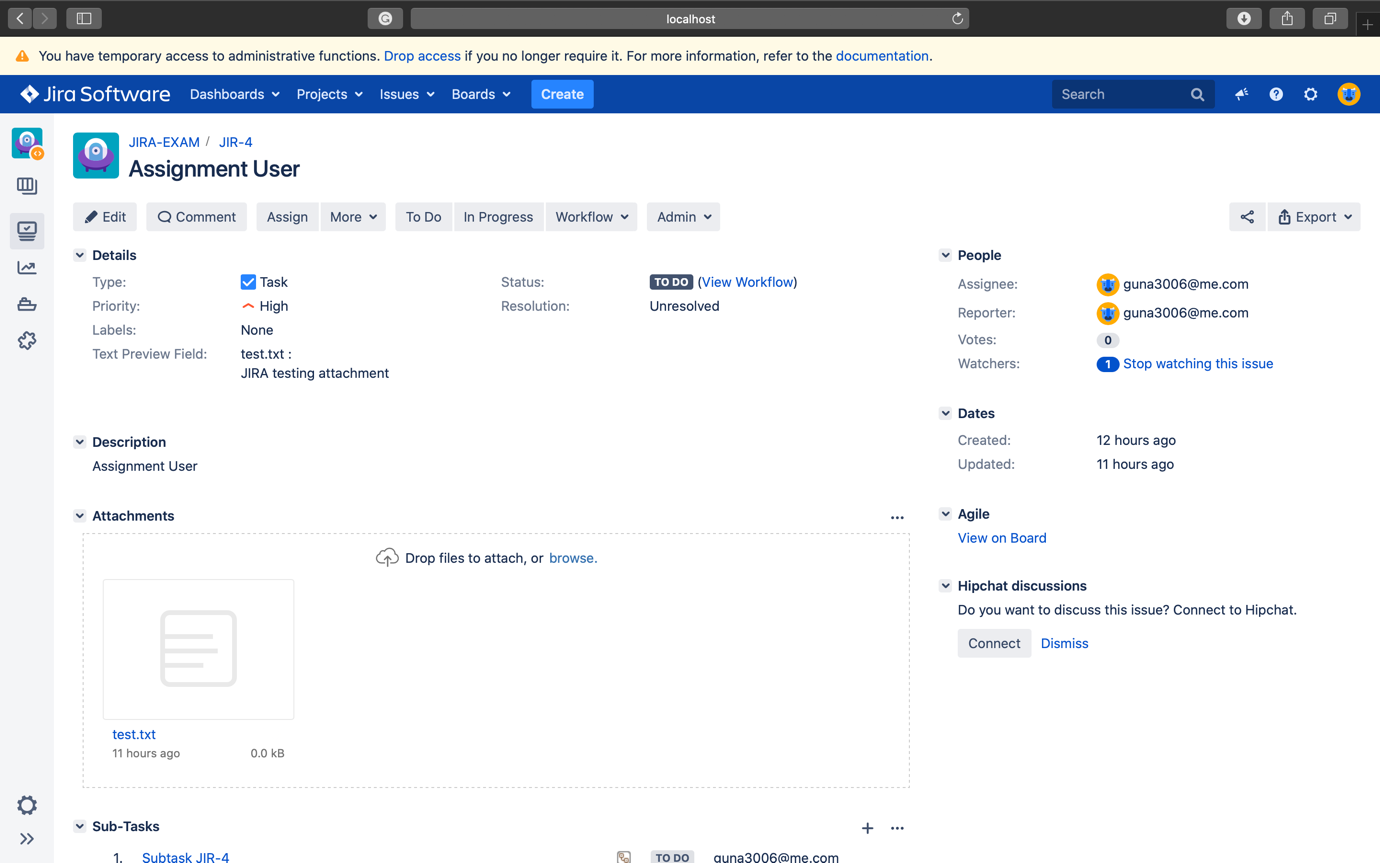 localhost
You have temporary access to administrative functions. Drop access if you no longer require it. For more information, refer to the documentation.
Jira Software Dashboards Projects Issues Boards Create Search
JIRA-EXAM / JIR-4
Assignment User
Edit Comment Assign More To Do In Progress Workflow Admin Export
Details
Type: Task
Status: TO DO (View Workflow)
Priority: High
Resolution: Unresolved
Labels: None
Text Preview Field: test.txt :
JIRA testing attachment
Description
Assignment User
Attachments
Drop files to attach, or browse.
test.txt
11 hours ago 0.0 kB
Sub-Tasks
1. Subtask JIR-4 TO DO guna3006@me.com
People
Assignee: guna3006@me.com
Reporter: guna3006@me.com
Votes: 0
Watchers: 1 Stop watching this issue
Dates
Created: 12 hours ago
Updated: 11 hours ago
Agile
View on Board
Hipchat discussions
Do you want to discuss this issue? Connect to Hipchat.
Connect Dismiss